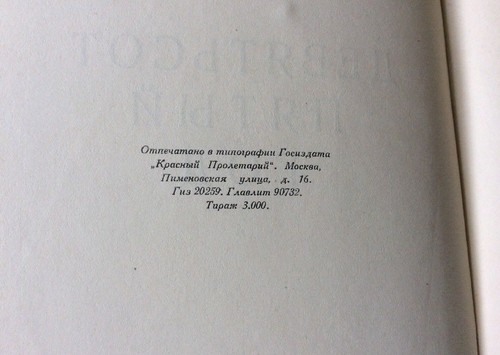 Отпечатано в типографии Госиздата
„Красный Пролетарий“. Москва,
Пименовская улица, д. 16.
Гиз 20259. Главлит 90732.
Тираж 3.000.